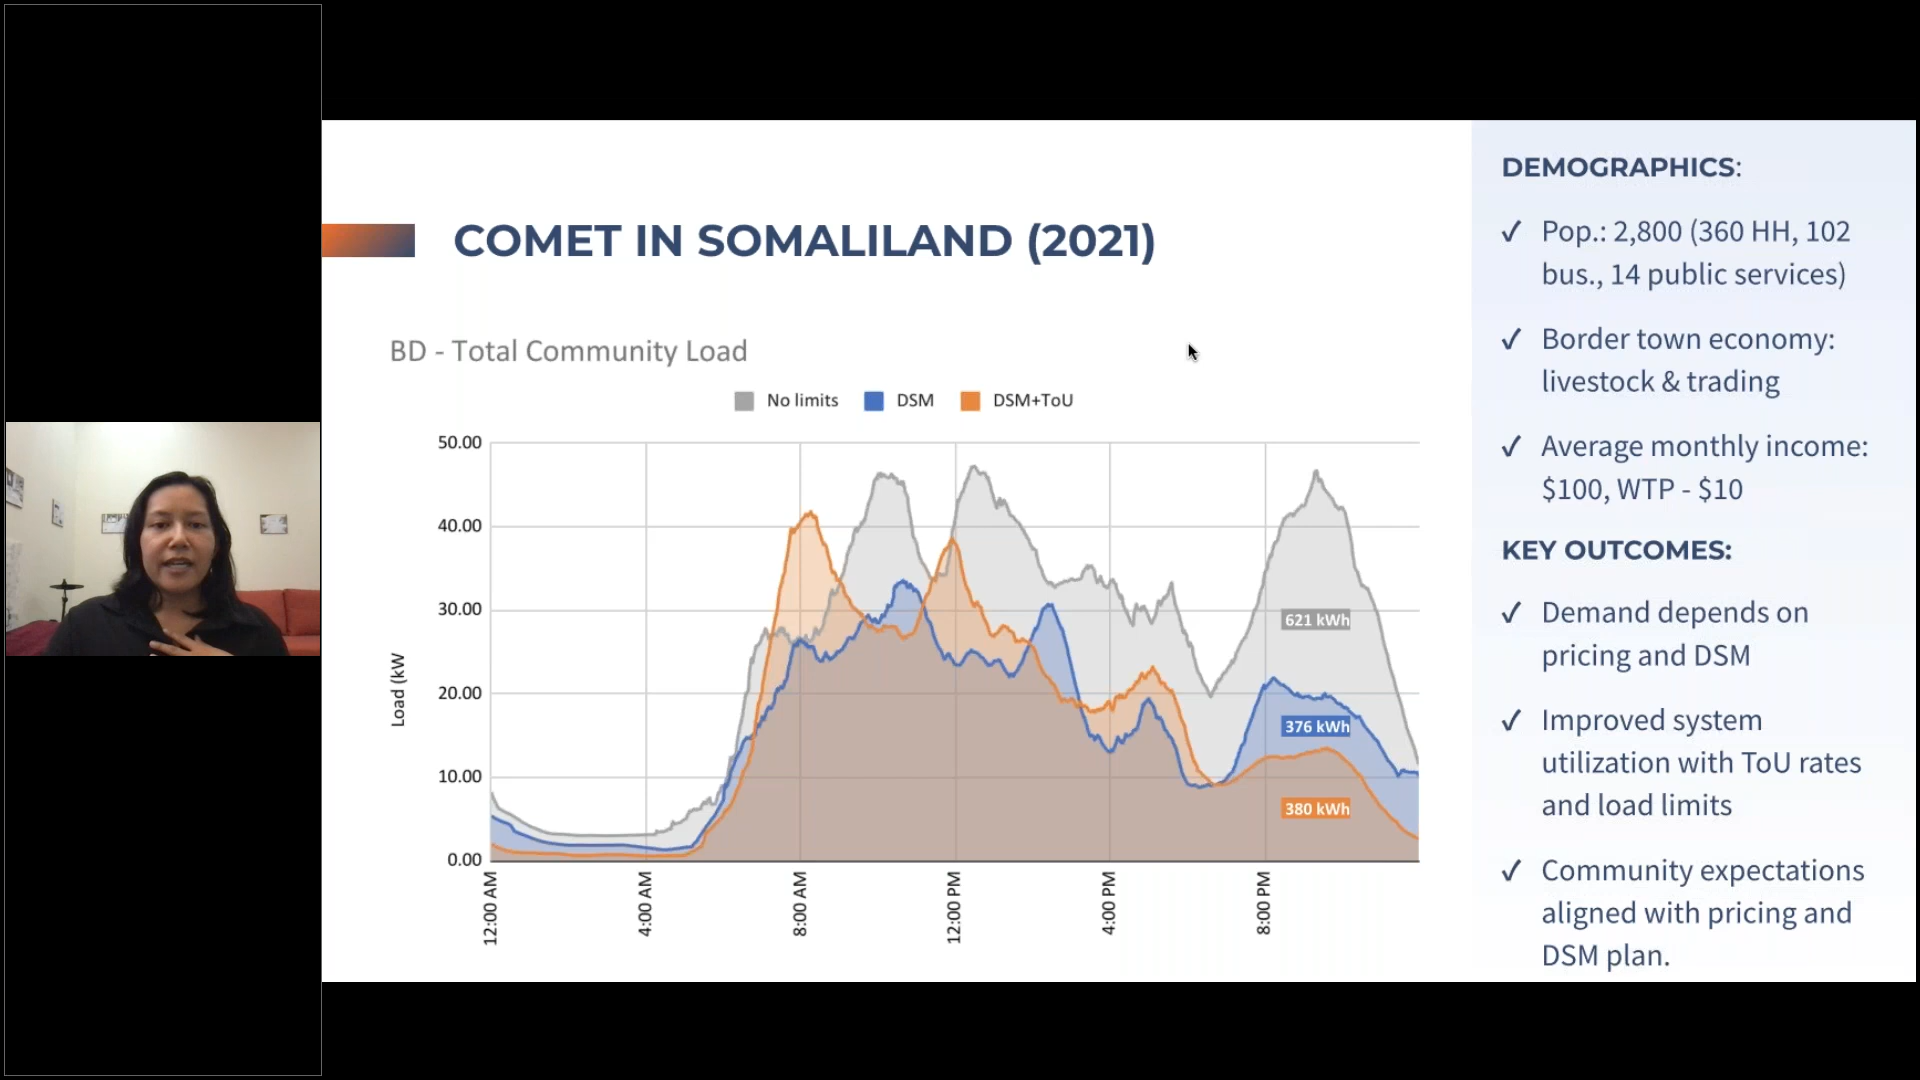 COMET IN SOMALILAND (2021)
BD - Total Community Load
No limits DSM DSM+ToU
50.00
40.00
30.00
20.00
10.00
0.00
Load (kW
621 kWh
376 kWh
380 kWh
12:00 AM
4:00 AM
8:00 AM
12:00 PM
4:00 PM
8:00 PM
DEMOGRAPHICS:
✓ Pop.: 2,800 (360 HH, 102
bus., 14 public services)
✓ Border town economy:
livestock & trading
✓ Average monthly income:
$100, WTP - $10
KEY OUTCOMES:
✓ Demand depends on
pricing and DSM
✓ Improved system
utilization with ToU rates
and load limits
✓ Community expectations
aligned with pricing and
DSM plan.